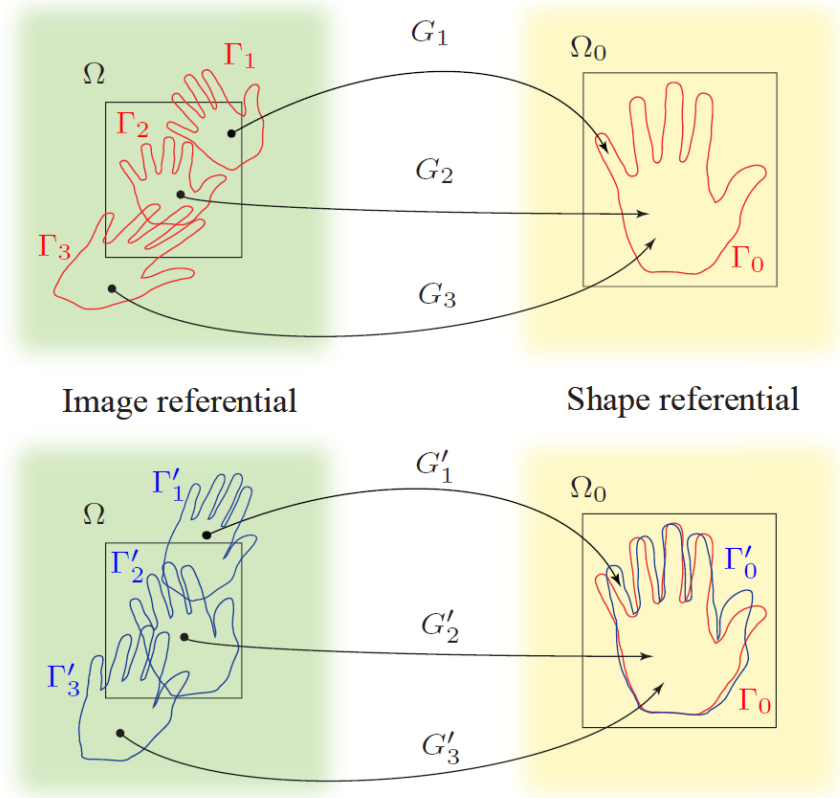 G₁
Γ₁
Ω
Ω₀
Γ₂
G₂
Γ₃
Γ₀
G₃
Image referential
Shape referential
G′₁
Γ′₁
Ω
Ω₀
Γ′₂
Γ′₀
G′₂
Γ′₃
Γ₀
G′₃